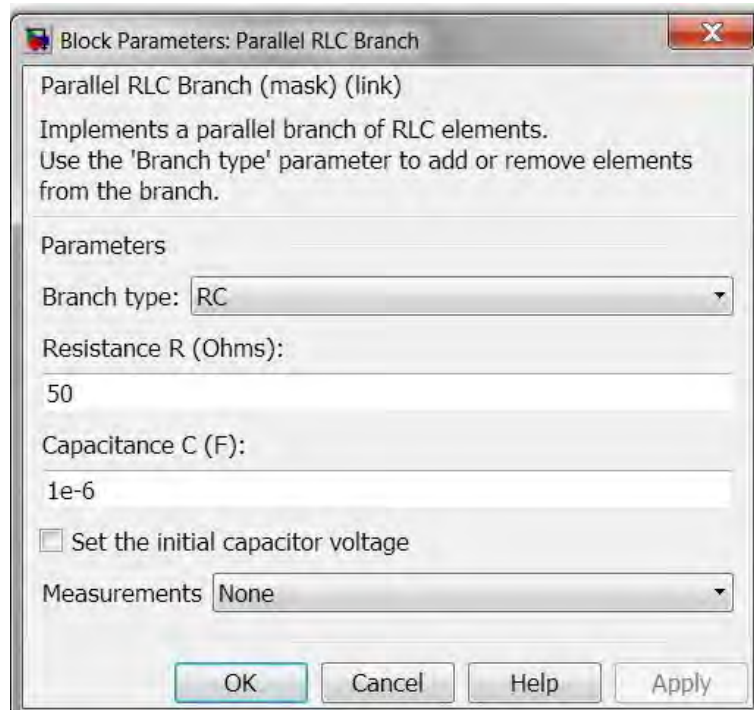 Block Parameters: Parallel RLC Branch
Parallel RLC Branch (mask) (link)
Implements a parallel branch of RLC elements.
Use the 'Branch type' parameter to add or remove elements
from the branch.
Parameters
Branch type: RC
Resistance R (Ohms):
50
Capacitance C (F):
1e-6
Set the initial capacitor voltage
Measurements None
OK Cancel Help Apply